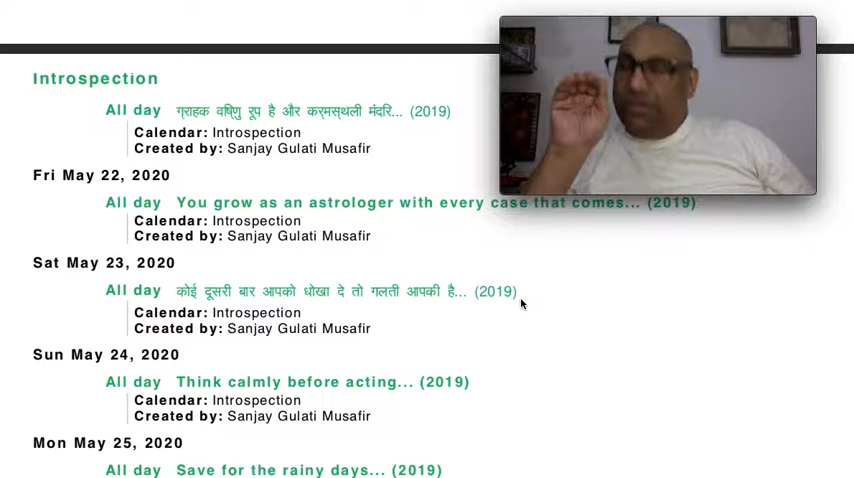 Introspection
All day ग्राहक वष्णिु रूप है और कर्मस्थली मंदरि... (2019)
Calendar: Introspection
Created by: Sanjay Gulati Musafir
Fri May 22, 2020
All day You grow as an astrologer with every case that comes... (2019)
Calendar: Introspection
Created by: Sanjay Gulati Musafir
Sat May 23, 2020
All day कोई दूसरी बार आपको धोखा दे तो गलती आपकी है... (2019)
Calendar: Introspection
Created by: Sanjay Gulati Musafir
Sun May 24, 2020
All day Think calmly before acting... (2019)
Calendar: Introspection
Created by: Sanjay Gulati Musafir
Mon May 25, 2020
All day Save for the rainy days... (2019)